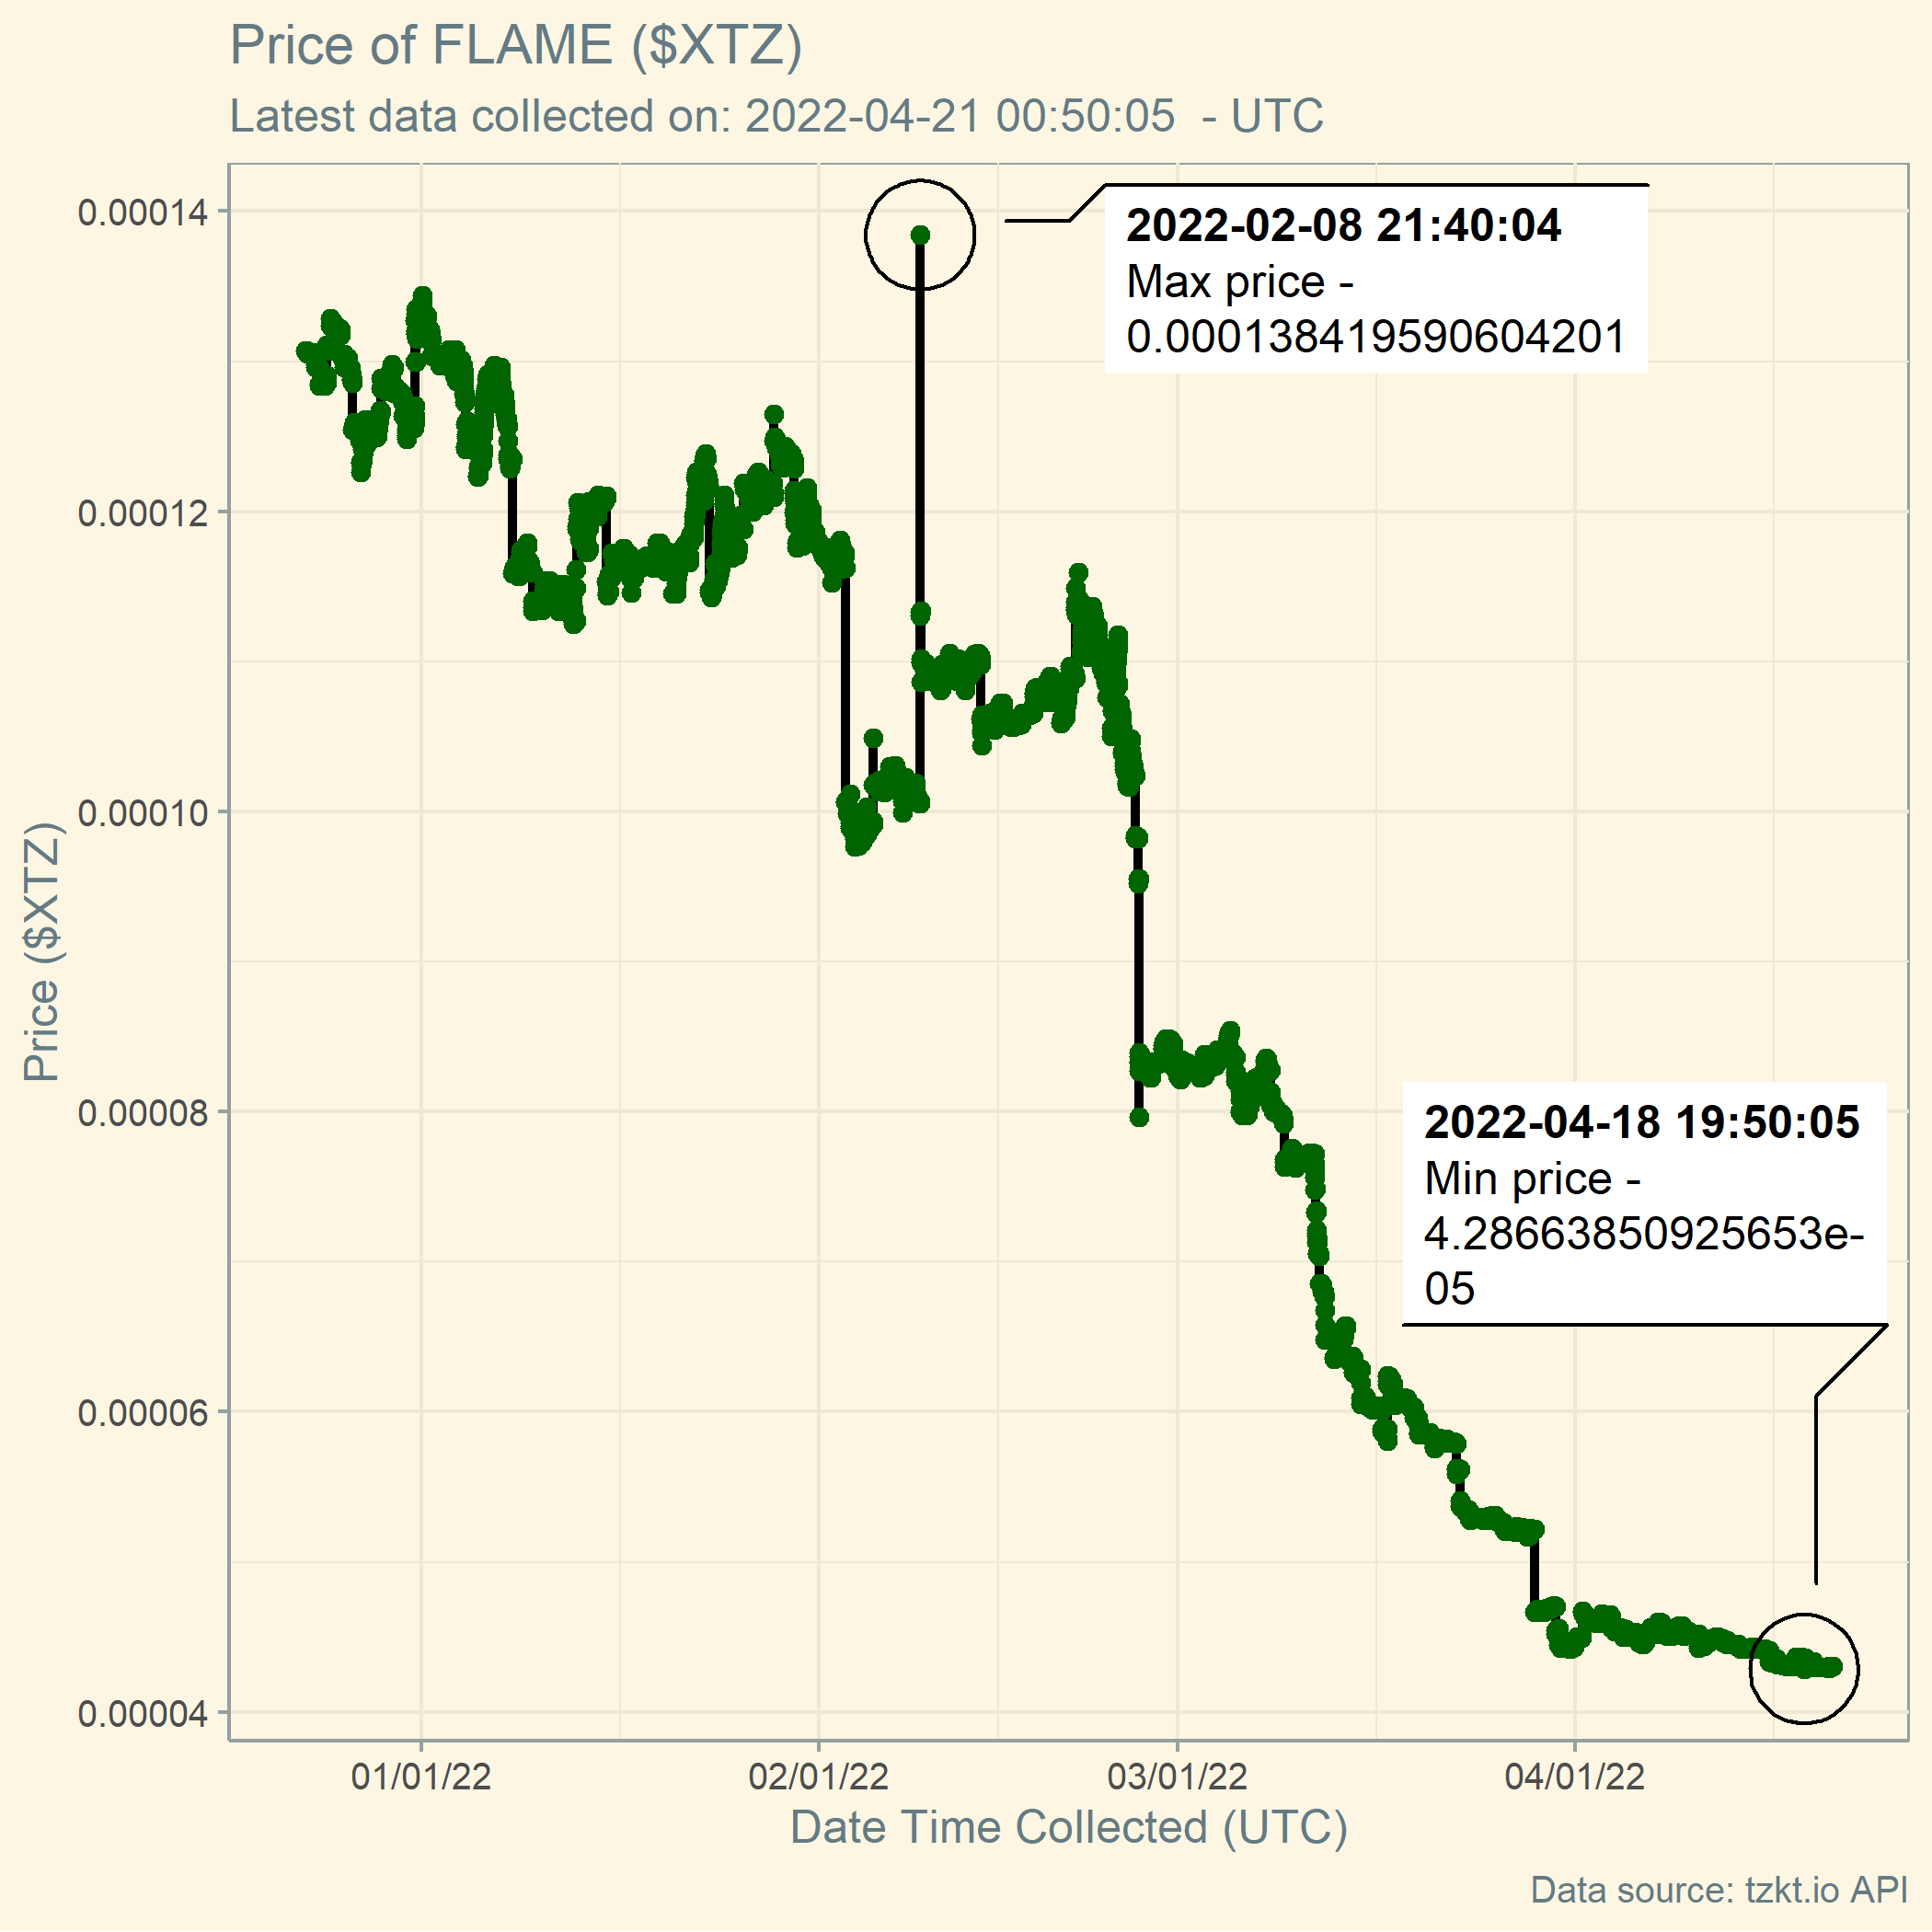 Price of FLAME ($XTZ)
Latest data collected on: 2022-04-21 00:50:05  - UTC
0.00014
0.00012
0.00010
0.00008
0.00006
0.00004
Price ($XTZ)
2022-02-08 21:40:04
Max price -
0.000138419590604201
2022-04-18 19:50:05
Min price -
4.28663850925653e-
05
01/01/22
02/01/22
03/01/22
04/01/22
Date Time Collected (UTC)
Data source: tzkt.io API